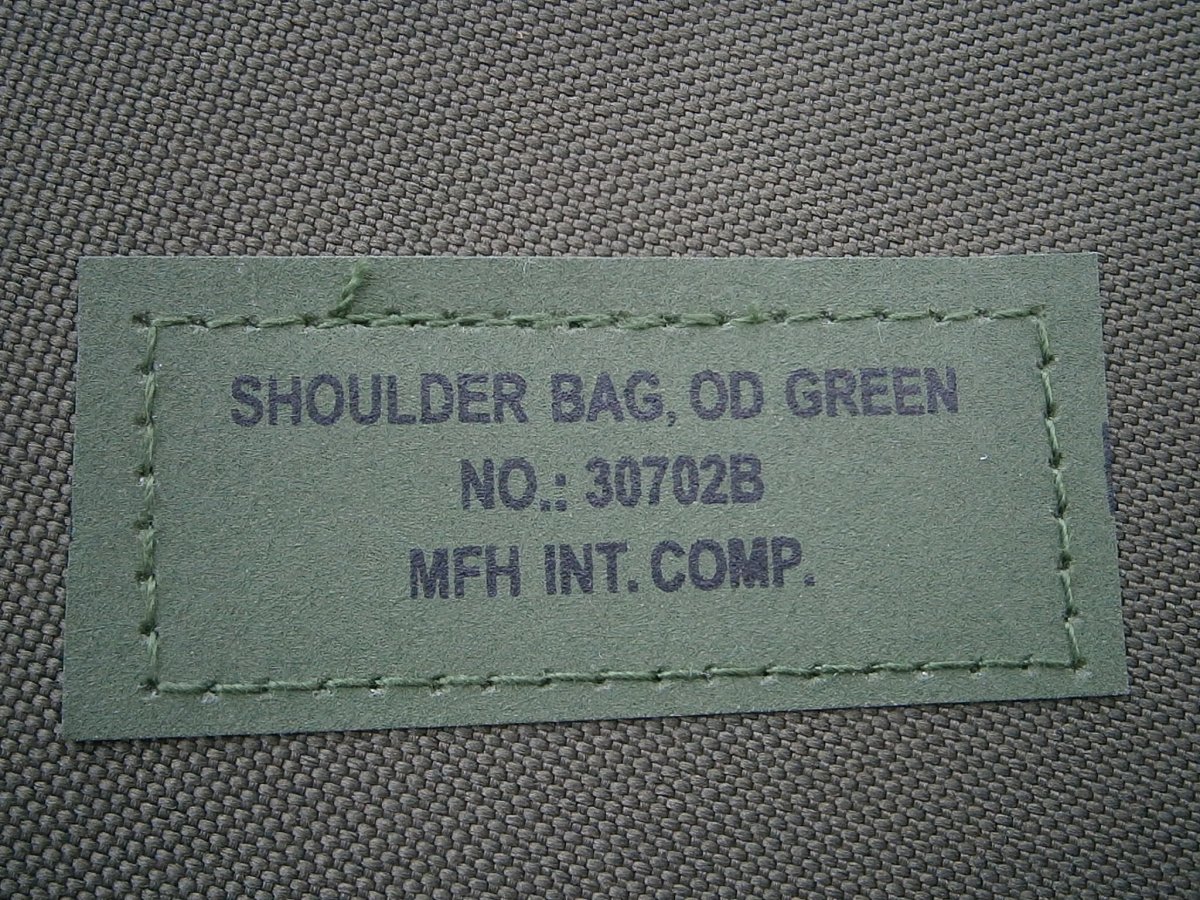 SHOULDER BAG, OD GREEN
NO.: 30702B
MFH INT. COMP.